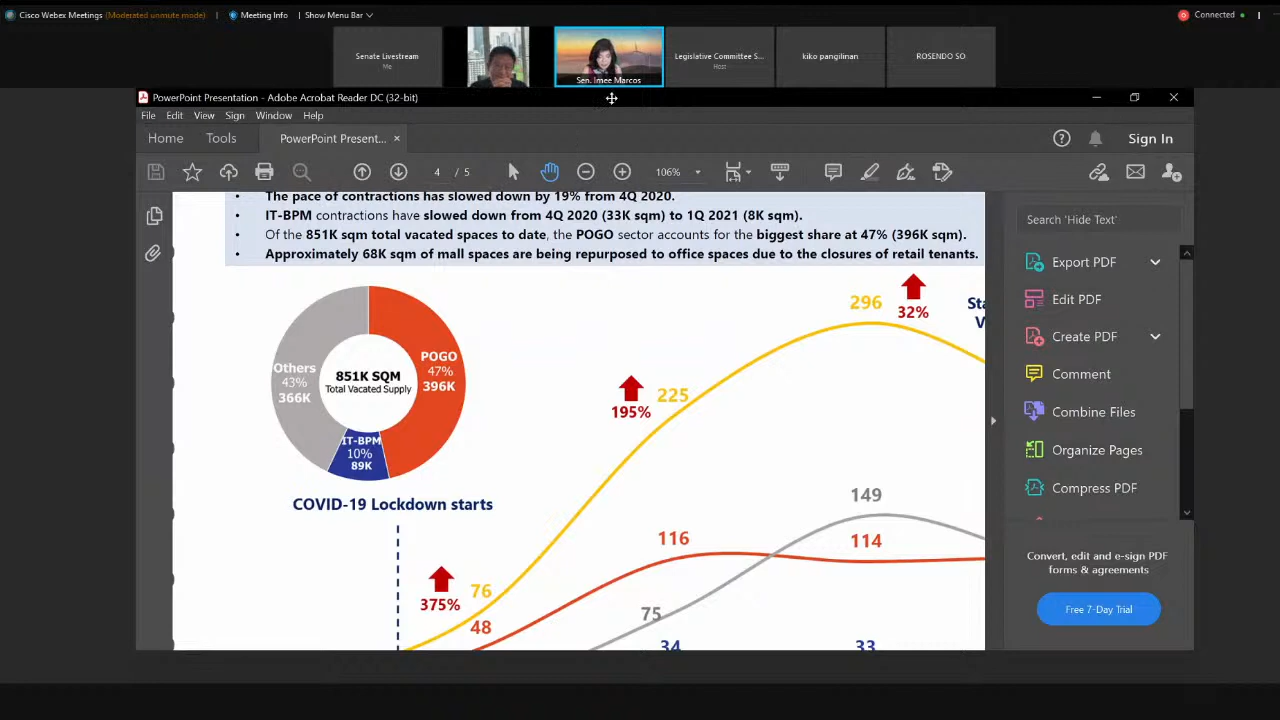 Cisco Webex Meetings (Moderated unmute mode) Meeting Info Show Menu Bar Connected
Senate Livestream
Me
Sen. Imee Marcos
Legislative Committee S...
Host
kiko pangilinan
ROSENDO SO
PowerPoint Presentation - Adobe Acrobat Reader DC (32-bit)
File Edit View Sign Window Help
Home Tools PowerPoint Present... × Sign In
4 / 5 106%
• The pace of contractions has slowed down by 19% from 4Q 2020.
• IT-BPM contractions have slowed down from 4Q 2020 (33K sqm) to 1Q 2021 (8K sqm).
• Of the 851K sqm total vacated spaces to date, the POGO sector accounts for the biggest share at 47% (396K sqm).
• Approximately 68K sqm of mall spaces are being repurposed to office spaces due to the closures of retail tenants.
Others
43%
366K
851K SQM
Total Vacated Supply
POGO
47%
396K
IT-BPM
10%
89K
COVID-19 Lockdown starts
375%
76
48
195%
225
116
75
34
296
32%
149
114
33
Search 'Hide Text'
Export PDF
Edit PDF
Create PDF
Comment
Combine Files
Organize Pages
Compress PDF
Convert, edit and e-sign PDF
forms & agreements
Free 7-Day Trial